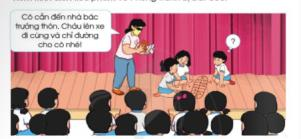 Cô cần đến nhà bác
trưởng thôn. Cháu lên xe
đi cùng và chỉ đường
cho cô nhé!
?